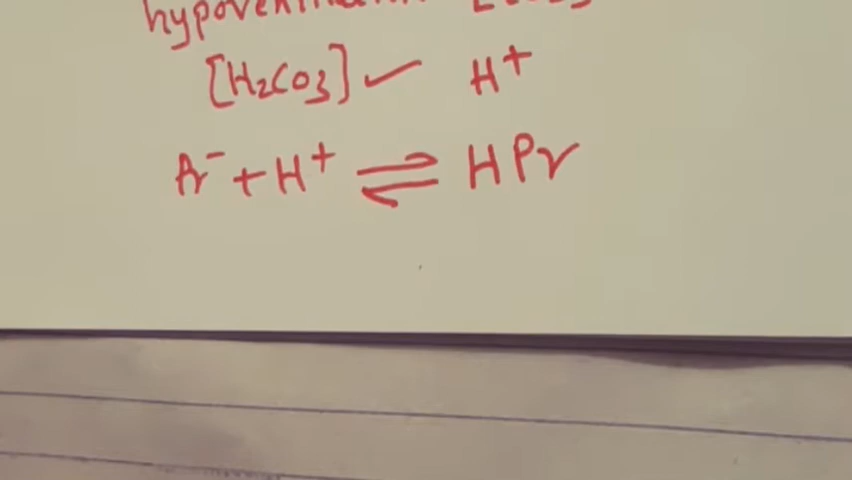 [H2CO3] ✓ H+
Pr- + H+ ⇌ HPr